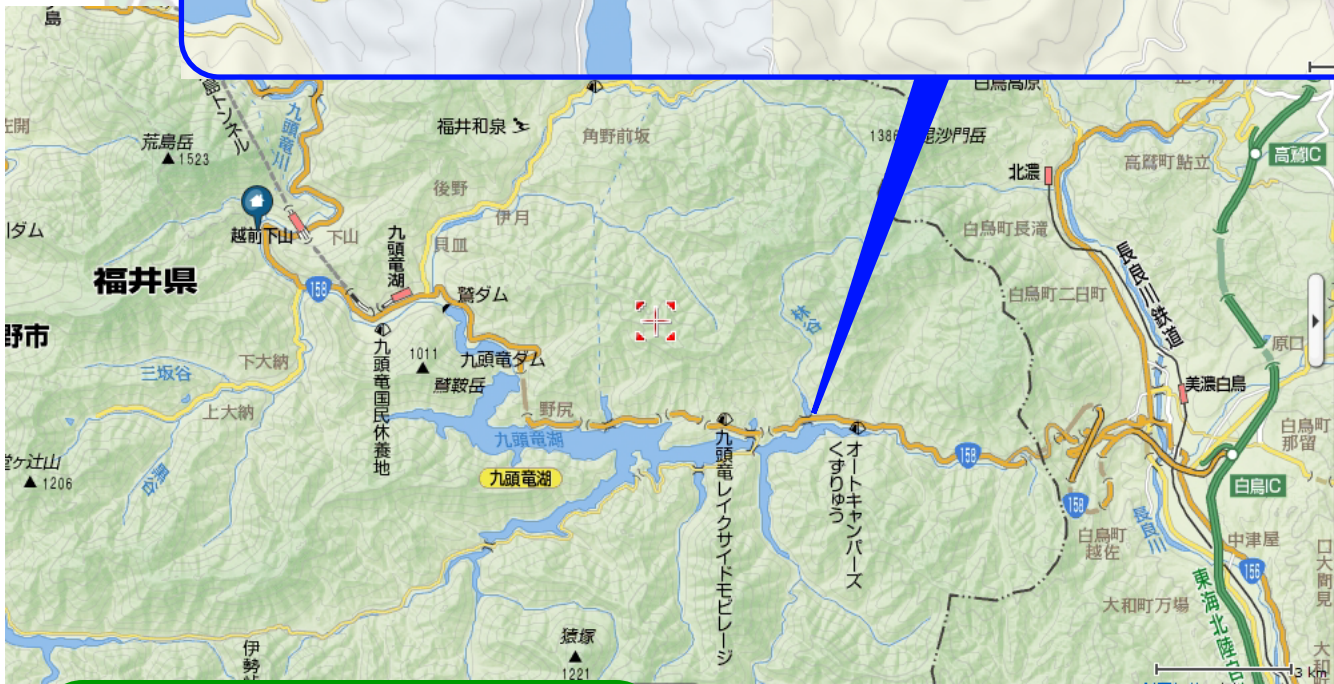 島
島トンネル
九頭竜川
荒島岳
1523
福井和泉
角野前坂
白鳥高原
毘沙門岳
北濃
高鷲町鮎立
高鷲IC
後野
伊月
貝皿
越前下山
下山
九頭竜湖
白鳥町長滝
長良川鉄道
福井県
158
鷲ダム
白鳥町二日町
林谷
野市
下大納
三坂谷
上大納
九頭竜国民休養地
1011
鷲鞍岳
九頭竜ダム
野尻
九頭竜湖
九頭竜湖
九頭竜レイクサイドモビレージ
オートキャンパーズ
くずりゅう
158
158
原口
美濃白鳥
白鳥町
那留
白鳥IC
1206
白鳥町
越佐
長良川
中津屋
156
大和町万場
東海北陸
猿塚
1221
3 km